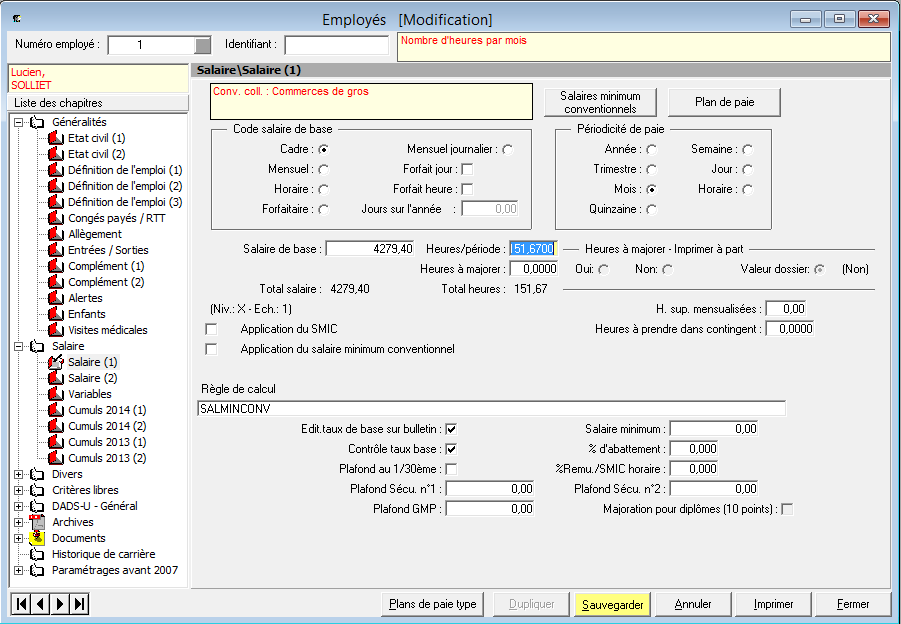 Employés [Modification]
Numéro employé : 1 Identifiant :
Nombre d'heures par mois
Lucien,
SOLLIET
Liste des chapitres
Généralités
Etat civil (1)
Etat civil (2)
Définition de l'emploi (1)
Définition de l'emploi (2)
Définition de l'emploi (3)
Congés payés / RTT
Allègement
Entrées / Sorties
Complément (1)
Complément (2)
Alertes
Enfants
Visites médicales
Salaire
Salaire (1)
Salaire (2)
Variables
Cumuls 2014 (1)
Cumuls 2014 (2)
Cumuls 2013 (1)
Cumuls 2013 (2)
Divers
Critères libres
DADS-U - Général
Archives
Documents
Historique de carrière
Paramétrages avant 2007
Salaire\Salaire (1)
Conv. coll. : Commerces de gros
Salaires minimum
conventionnels
Plan de paie
Code salaire de base
Cadre : Mensuel journalier :
Mensuel : Forfait jour :
Horaire : Forfait heure :
Forfaitaire : Jours sur l'année : 0,00
Périodicité de paie
Année : Semaine :
Trimestre : Jour :
Mois : Horaire :
Quinzaine :
Salaire de base : 4279,40 Heures/période : 151,6700 Heures à majorer - Imprimer à part
Heures à majorer : 0,0000 Oui: Non: Valeur dossier: (Non)
Total salaire : 4279,40 Total heures : 151,67
(Niv.: X - Ech.: 1) H. sup. mensualisées : 0,00
Application du SMIC Heures à prendre dans contingent : 0,0000
Application du salaire minimum conventionnel
Règle de calcul
SALMINCONV
Edit.taux de base sur bulletin : Salaire minimum : 0,00
Contrôle taux base : % d'abattement : 0,000
Plafond au 1/30ème : %Remu./SMIC horaire : 0,000
Plafond Sécu. n°1 : 0,00 Plafond Sécu. n°2 : 0,00
Plafond GMP : 0,00 Majoration pour diplômes (10 points) :
Plans de paie type Dupliquer Sauvegarder Annuler Imprimer Fermer